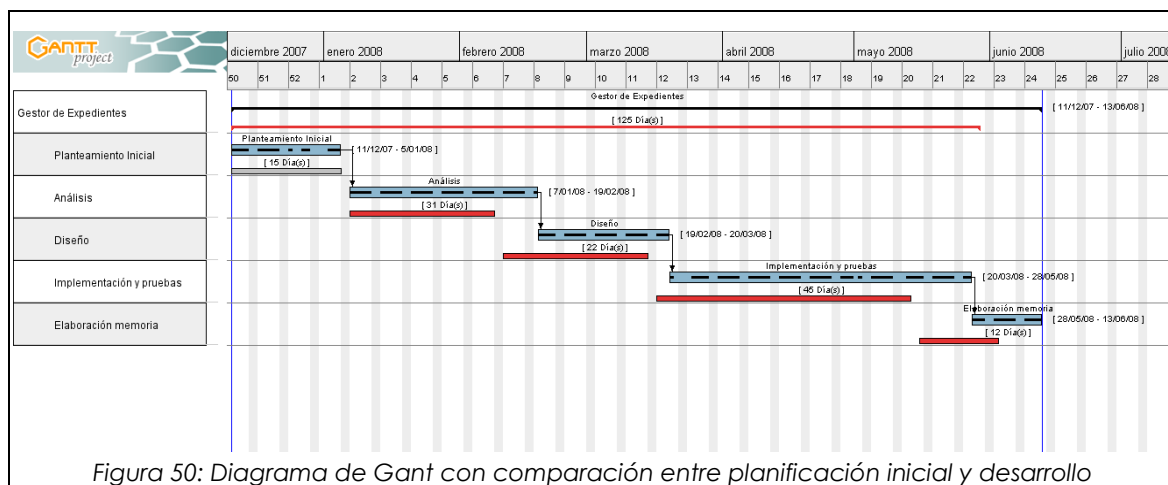 GANTT
project
diciembre 2007 enero 2008 febrero 2008 marzo 2008 abril 2008 mayo 2008 junio 2008 julio 2008
50 51 52 1 2 3 4 5 6 7 8 9 10 11 12 13 14 15 16 17 18 19 20 21 22 23 24 25 26 27 28
Gestor de Expedientes
Gestor de Expedientes
[ 11/12/07 - 13/06/08 ]
[ 125 Día(s) ]
Planteamiento Inicial
Planteamiento Inicial
[ 11/12/07 - 5/01/08 ]
[ 15 Día(s) ]
Análisis
Análisis
[ 7/01/08 - 19/02/08 ]
[ 31 Día(s) ]
Diseño
Diseño
[ 19/02/08 - 20/03/08 ]
[ 22 Día(s) ]
Implementación y pruebas
Implementación y pruebas
[ 20/03/08 - 28/05/08 ]
[ 45 Día(s) ]
Elaboración memoria
Elaboración memoria
[ 28/05/08 - 13/06/08 ]
[ 12 Día(s) ]
Figura 50: Diagrama de Gant con comparación entre planificación inicial y desarrollo